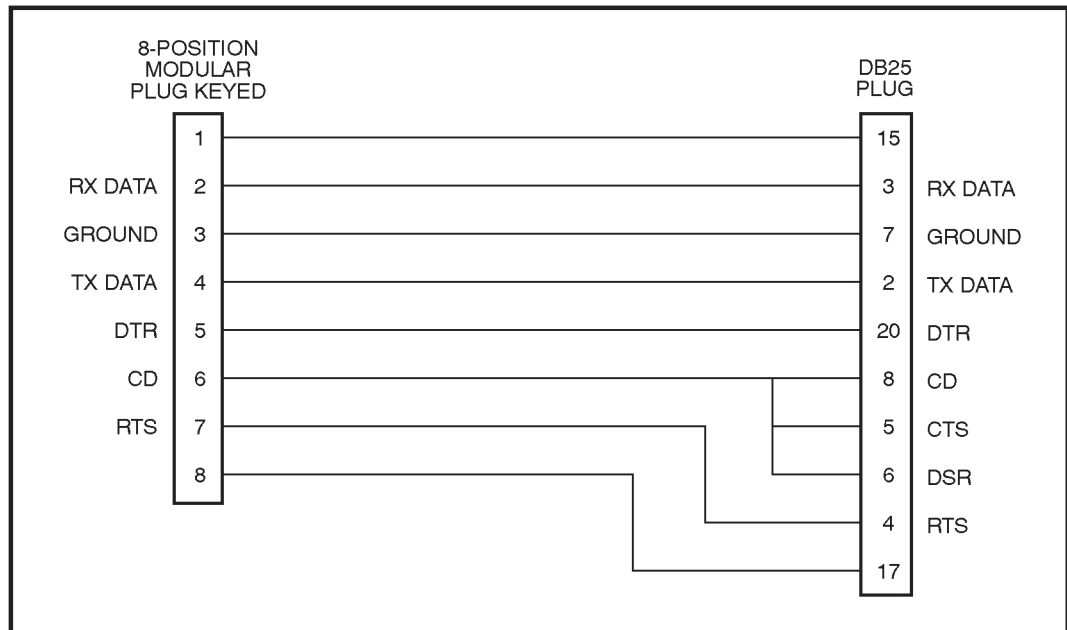 8-POSITION
MODULAR
PLUG KEYED
DB25
PLUG
1 15
RX DATA 2 3 RX DATA
GROUND 3 7 GROUND
TX DATA 4 2 TX DATA
DTR 5 20 DTR
CD 6 8 CD
RTS 7 5 CTS
8 6 DSR
4 RTS
17